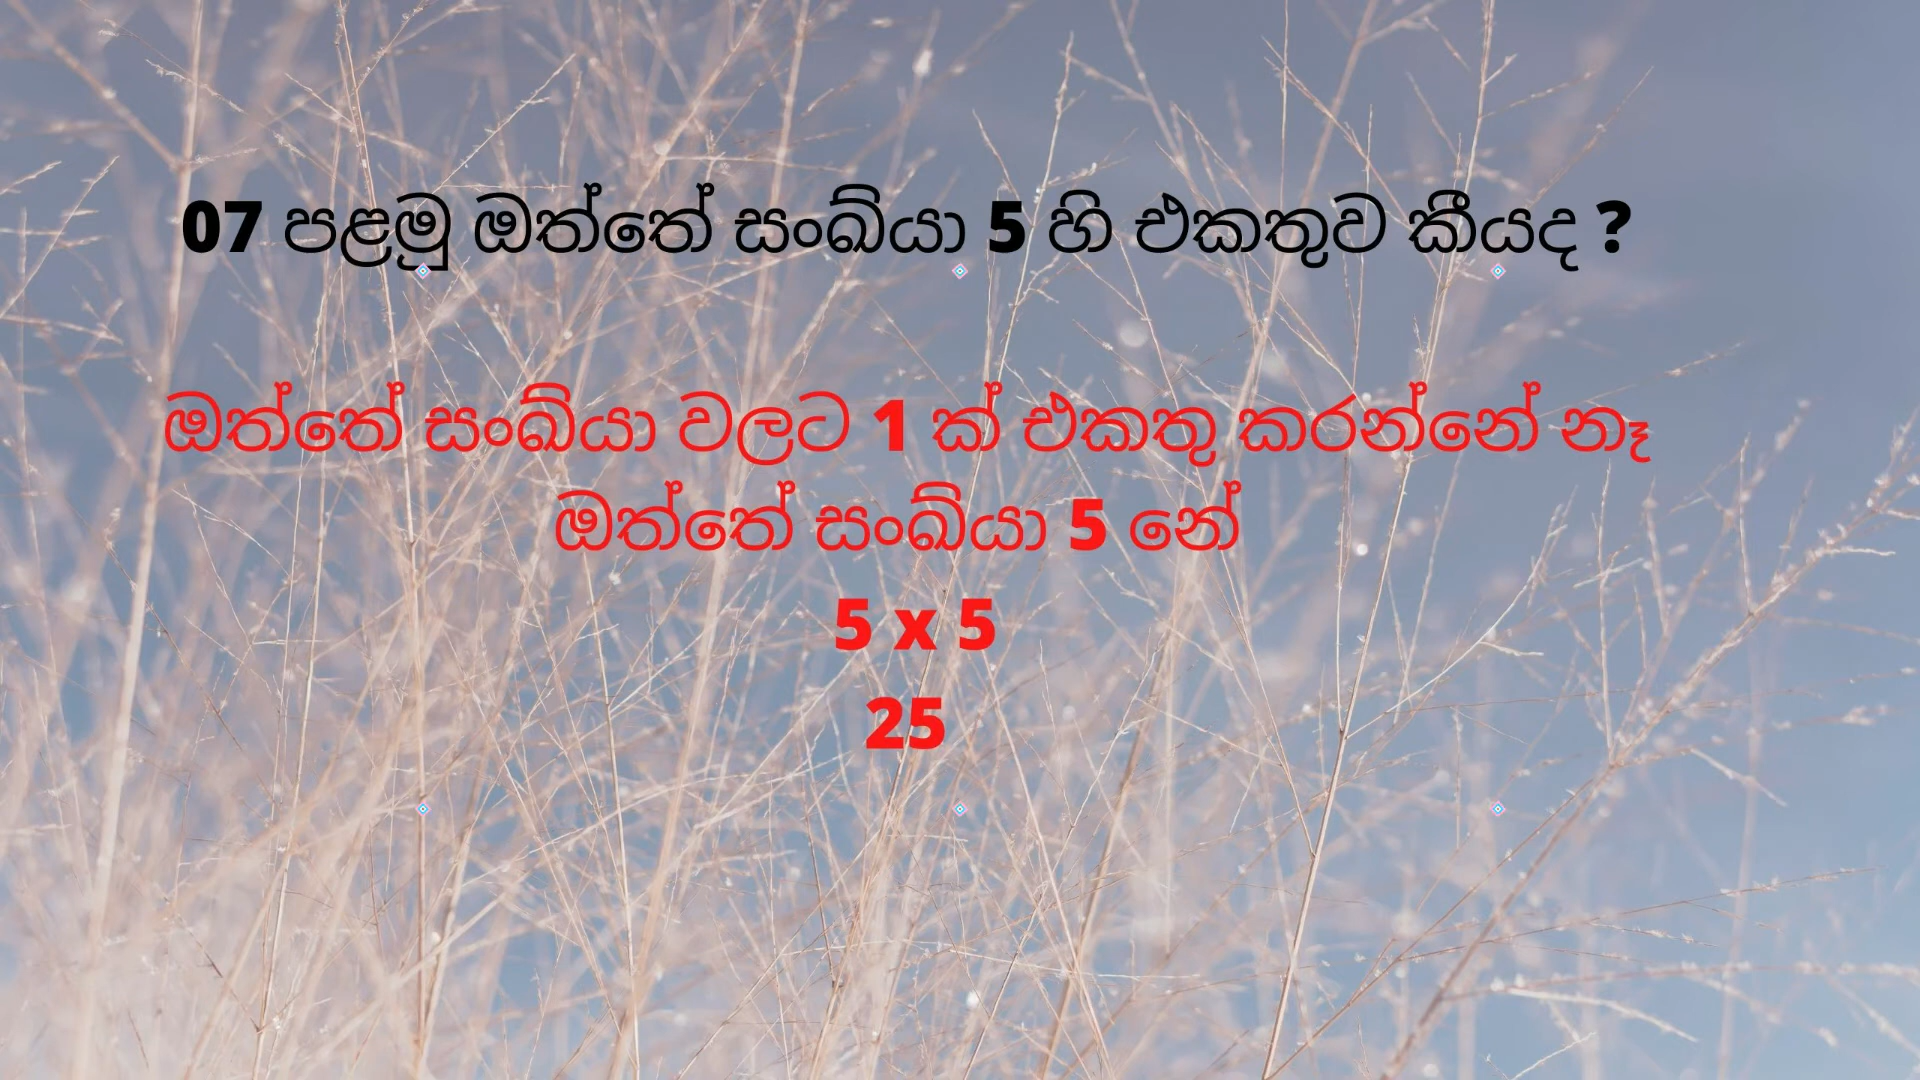 07 පළමු ඔත්තේ සංඛ්යා 5 හි එකතුව කීයද ?
ඔත්තේ සංඛ්යා වලට 1 ක් එකතු කරන්නේ නෑ
ඔත්තේ සංඛ්යා 5 නේ
5 x 5
25